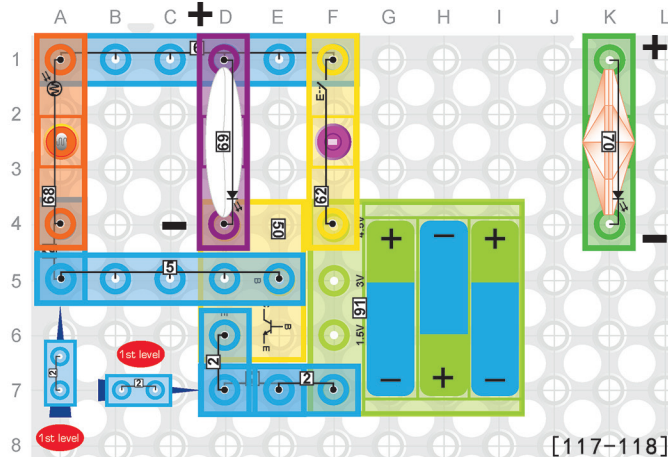 A B C D E F G H I J K L
+
1 6 +
W E
2
69 70
3
68 62
4 - 50 4.5V + - + -
5 5 B 3V
91
C
B
6 E 1.5V
E
1st level
2 2 2
7 2 - + -
1st level
8 [117-118]